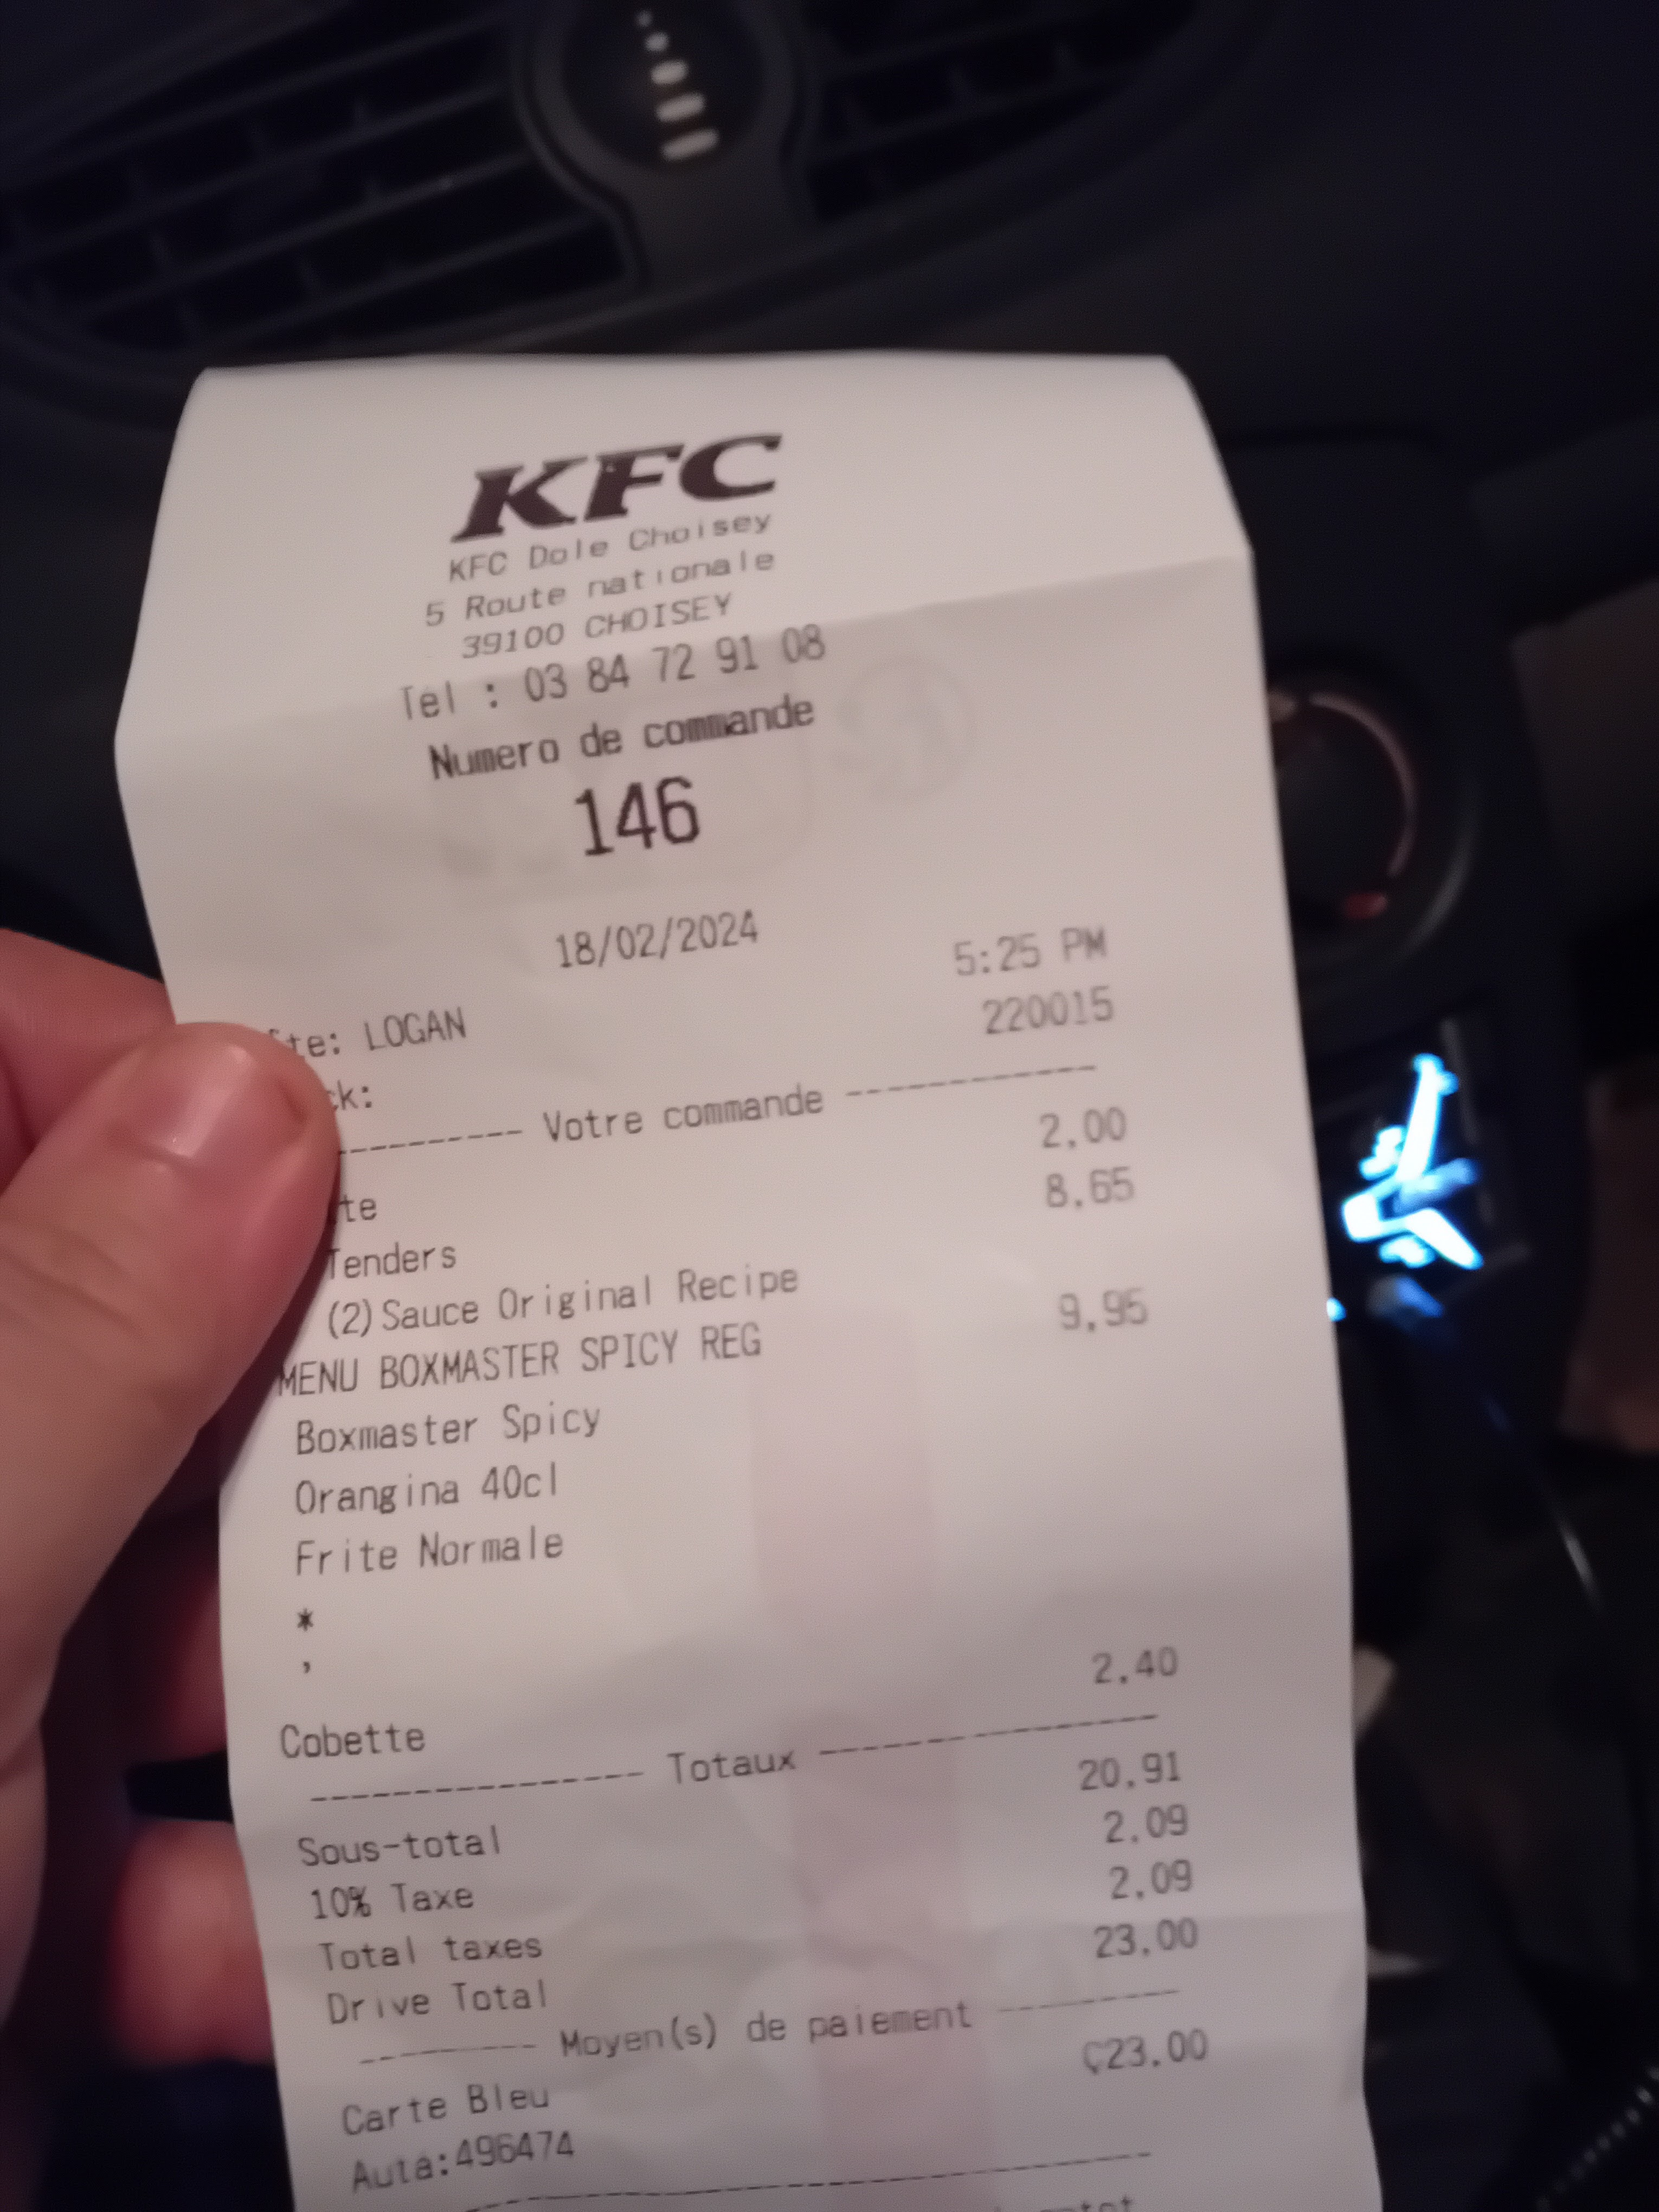 KFC
KFC Dole Choisey
5 Route nationale
39100 CHOISEY
Tel : 03 84 72 91 08
Numero de commande
146
18/02/2024
5:25 PM
te: LOGAN 220015
ck:
----------- Votre commande -----------
te 2,00
Tenders 8,65
(2)Sauce Original Recipe
MENU BOXMASTER SPICY REG 9,95
Boxmaster Spicy
Orangina 40cl
Frite Normale
*
,
Cobette 2,40
---------------- Totaux ----------------
Sous-total 20,91
10% Taxe 2,09
Total taxes 2,09
Drive Total 23,00
--------- Moyen(s) de paiement ---------
Carte Bleu Ç23,00
Auta:496474